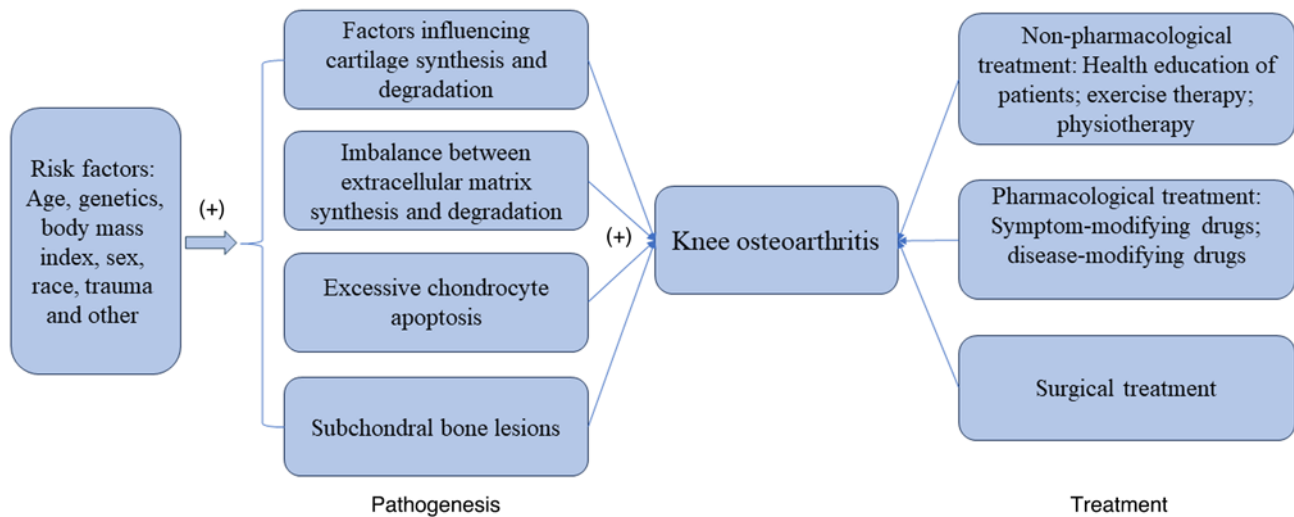 Risk factors:
Age, genetics,
body mass
index, sex,
race, trauma
and other
(+)
Factors influencing
cartilage synthesis and
degradation
Imbalance between
extracellular matrix
synthesis and degradation
Excessive chondrocyte
apoptosis
Subchondral bone lesions
Pathogenesis
(+)
Knee osteoarthritis
Non-pharmacological
treatment: Health education of
patients; exercise therapy;
physiotherapy
Pharmacological treatment:
Symptom-modifying drugs;
disease-modifying drugs
Surgical treatment
Treatment